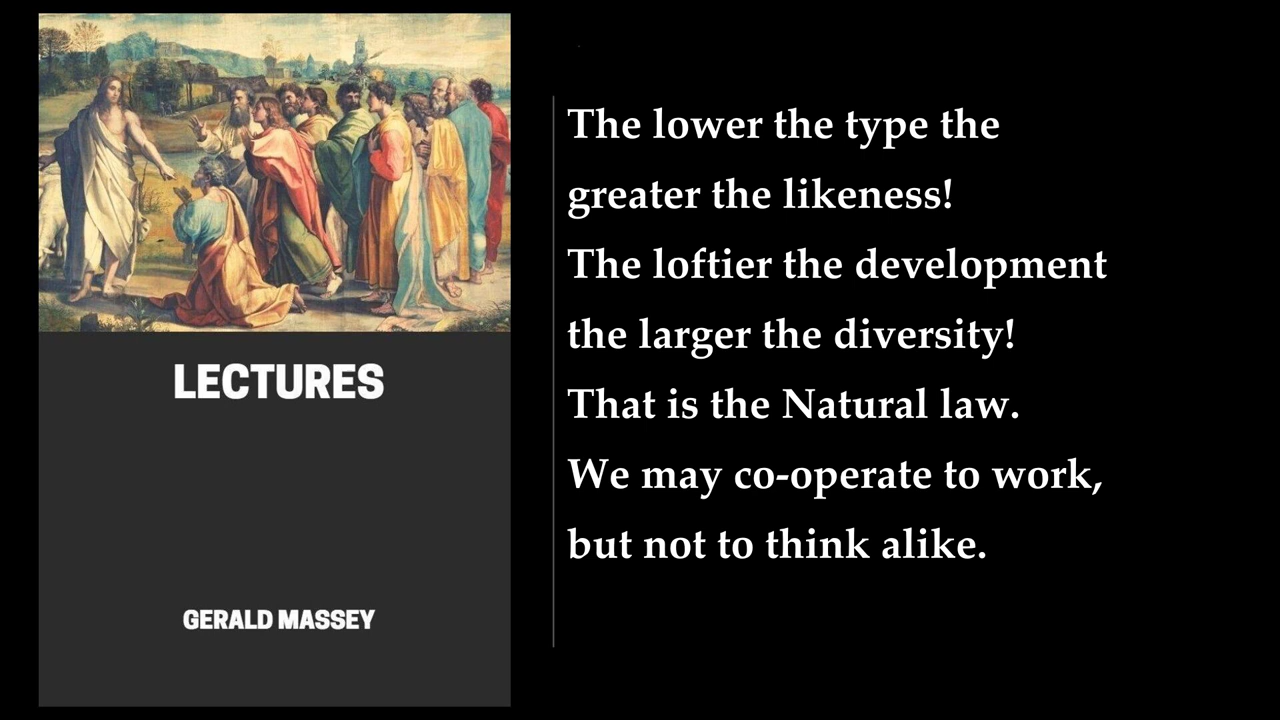 LECTURES
GERALD MASSEY
The lower the type the
greater the likeness!
The loftier the development
the larger the diversity!
That is the Natural law.
We may co-operate to work,
but not to think alike.